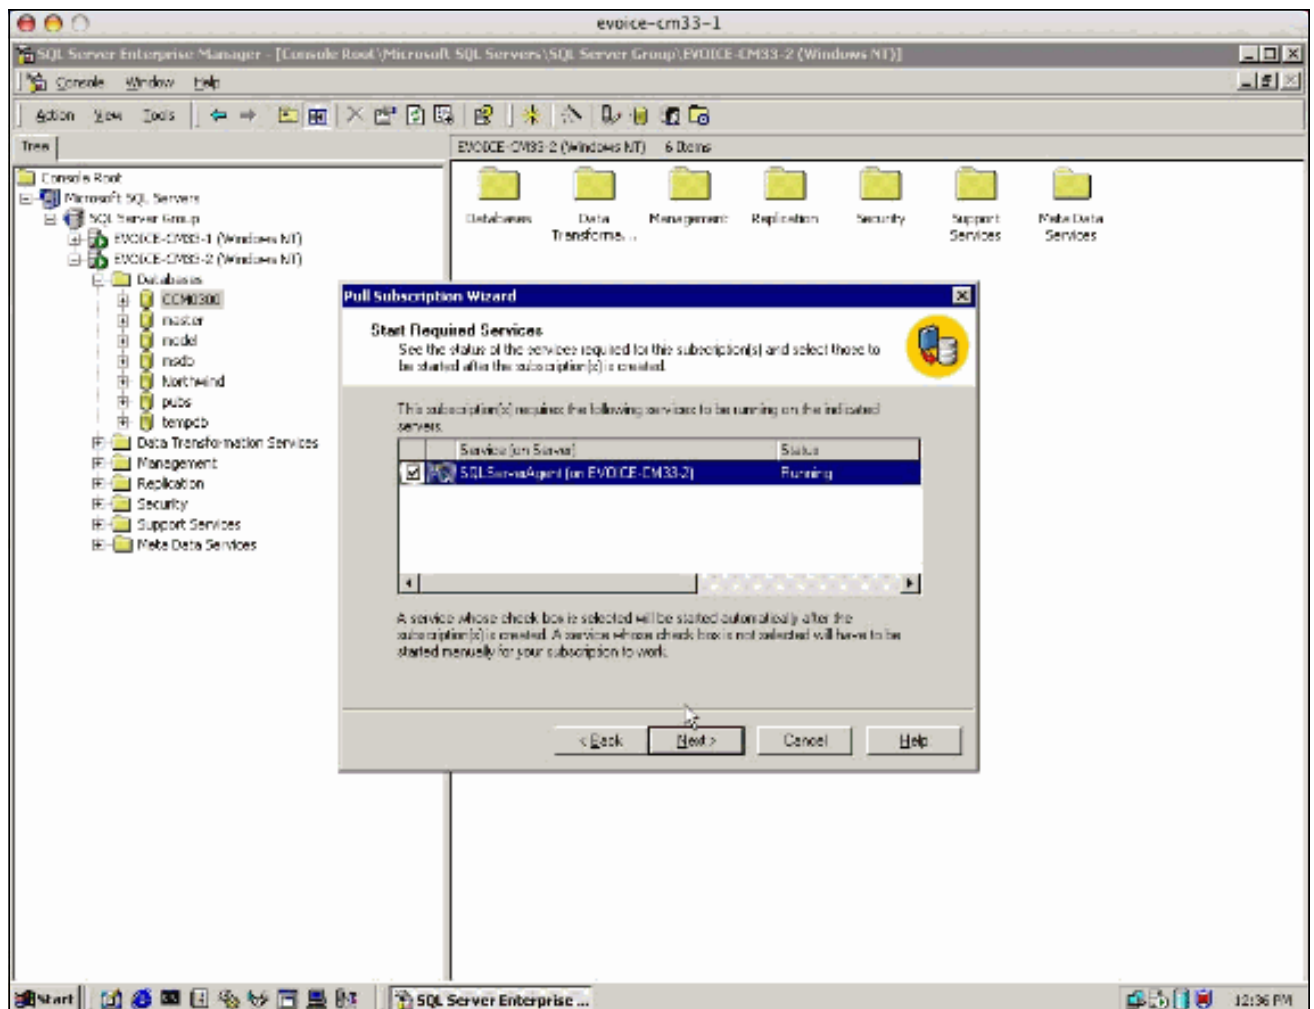 evoice-cm33-1
SQL Server Enterprise Manager - [Console Root\Microsoft SQL Servers\SQL Server Group\EVOICE-CM33-2 (Windows NT)]
Console Window Help
Action View Tools
Tree
EVOICE-CM33-2 (Windows NT) 6 Items
Console Root
Microsoft SQL Servers
SQL Server Group
EVOICE-CM33-1 (Windows NT)
EVOICE-CM33-2 (Windows NT)
Databases
CCM0300
master
model
msdb
Northwind
pubs
tempdb
Data Transformation Services
Management
Replication
Security
Support Services
Meta Data Services
Databases Data Management Replication Security Support Meta Data
Transforma... Services Services
Pull Subscription Wizard
Start Required Services
See the status of the services required for this subscription(s) and select those to
be started after the subscription(s) is created.
This subscription(s) requires the following services to be running on the indicated
servers.
Service (on Server) Status
SQLServerAgent (on EVOICE-CM33-2) Running
A service whose check box is selected will be started automatically after the
subscription(s) is created. A service whose check box is not selected will have to be
started manually for your subscription to work.
< Back Next > Cancel Help
Start SQL Server Enterprise ... 12:36 PM